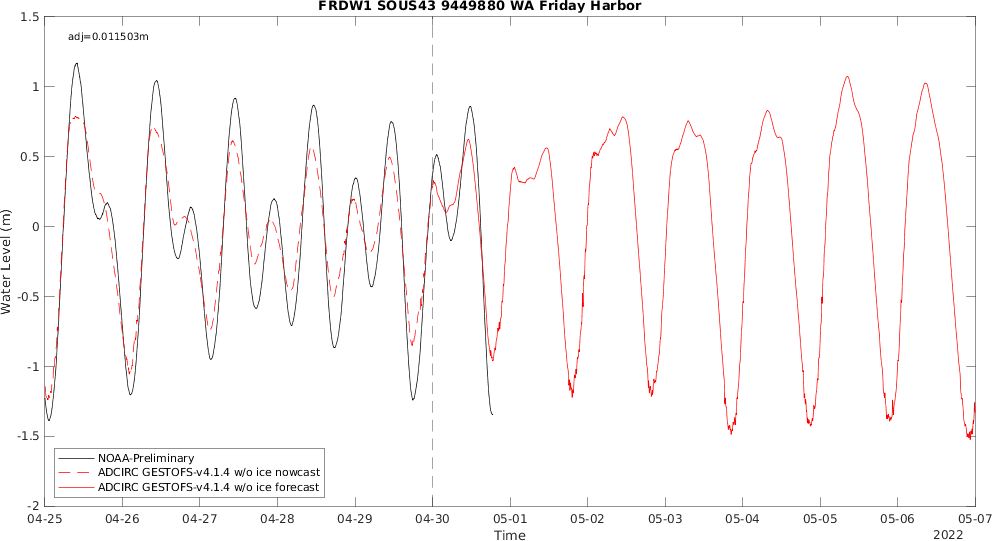 FRDW1 SOUS43 9449880 WA Friday Harbor
adj=0.011503m
1.5
1
0.5
0
-0.5
-1
-1.5
-2
Water Level (m)
NOAA-Preliminary
ADCIRC GESTOFS-v4.1.4 w/o ice nowcast
ADCIRC GESTOFS-v4.1.4 w/o ice forecast
04-25 04-26 04-27 04-28 04-29 04-30 05-01 05-02 05-03 05-04 05-05 05-06 05-07
Time
2022